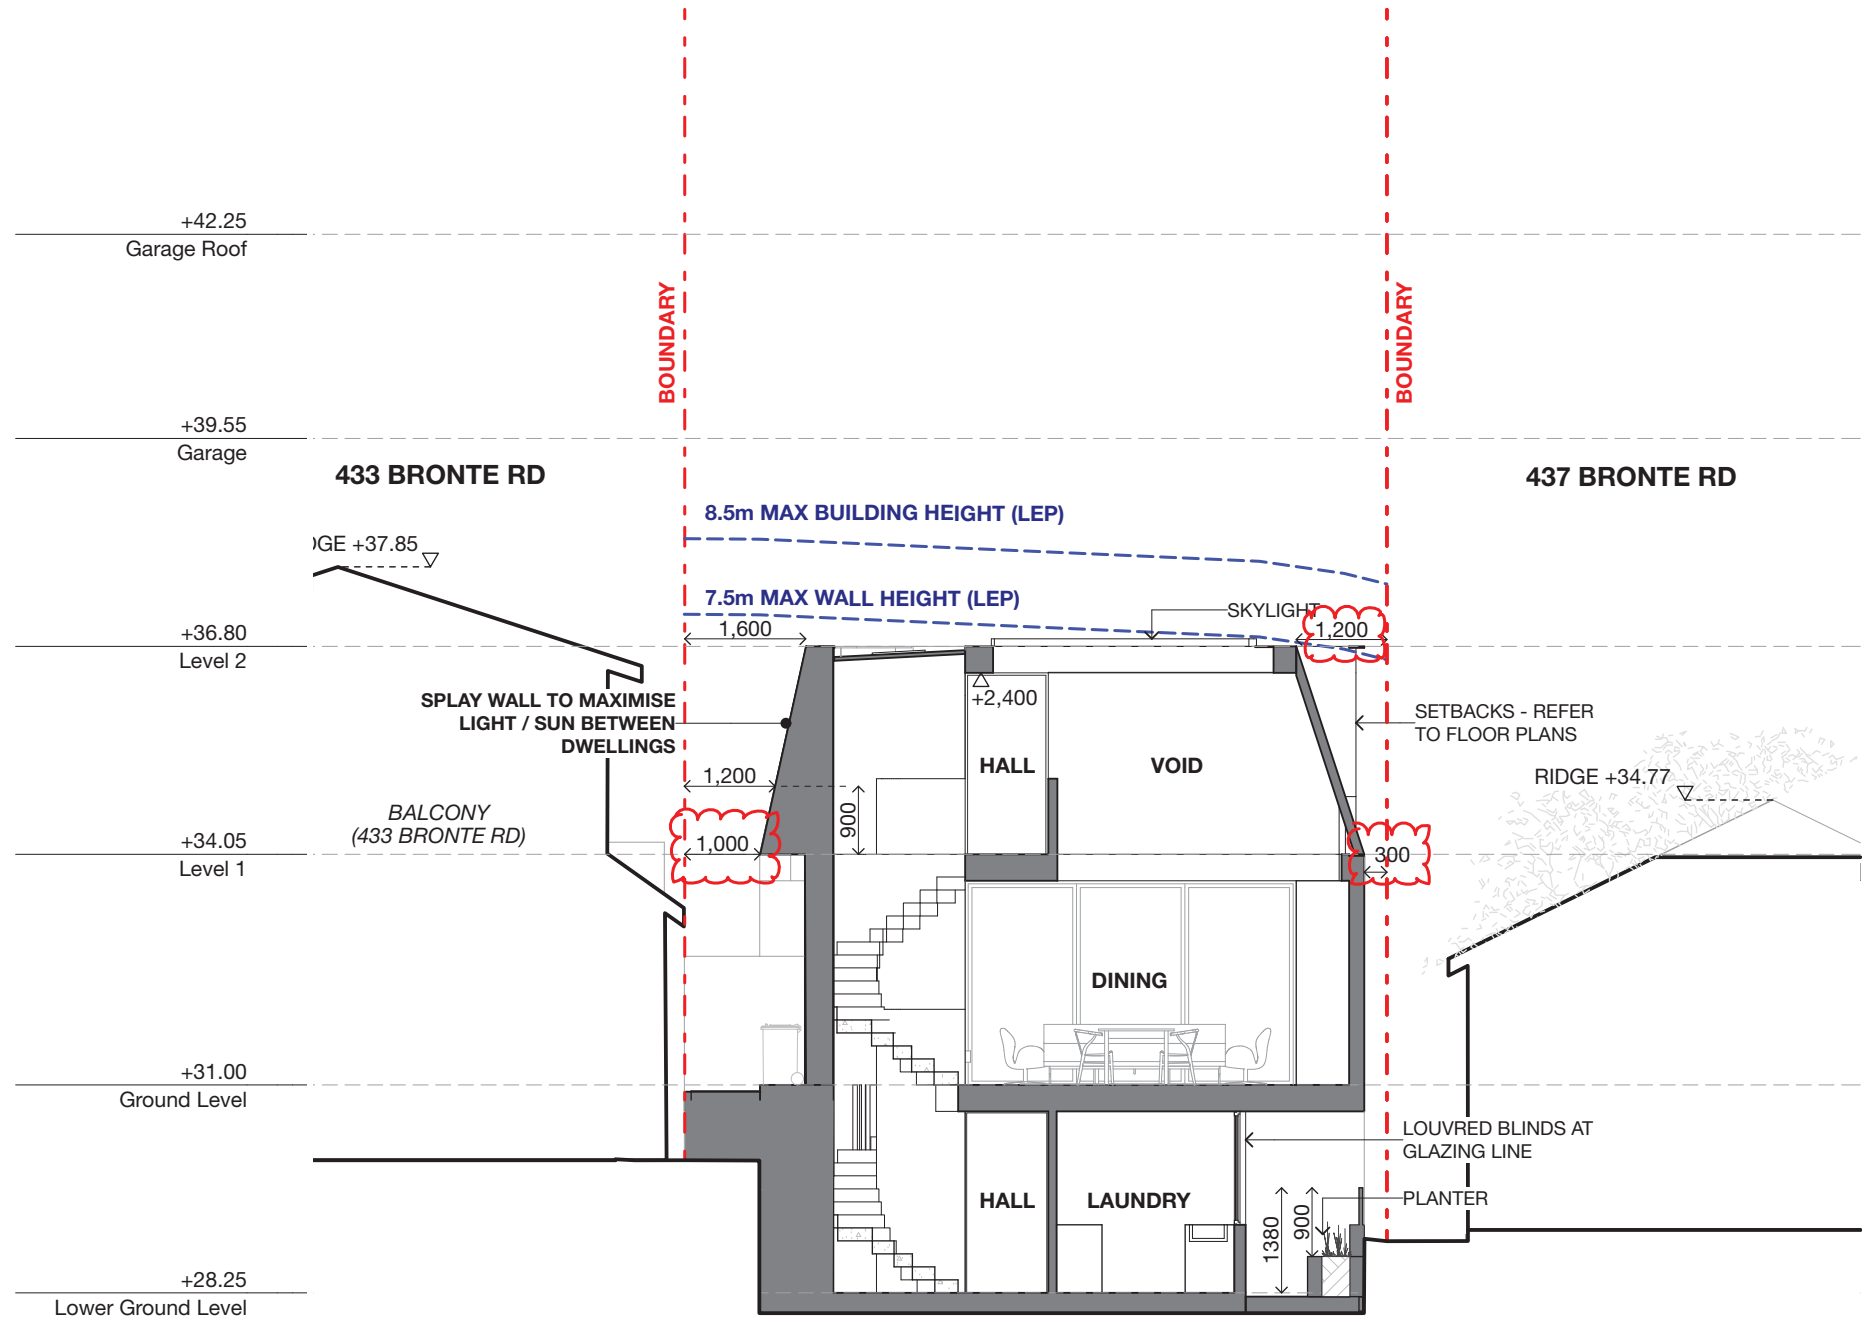 +42.25
Garage Roof
BOUNDARY
BOUNDARY
+39.55
Garage
433 BRONTE RD
437 BRONTE RD
8.5m MAX BUILDING HEIGHT (LEP)
DGE +37.85
7.5m MAX WALL HEIGHT (LEP)
SKYLIGHT
1,600
1,200
+36.80
Level 2
SPLAY WALL TO MAXIMISE
LIGHT / SUN BETWEEN
DWELLINGS
+2,400
SETBACKS - REFER
TO FLOOR PLANS
HALL
VOID
1,200
RIDGE +34.77
BALCONY
(433 BRONTE RD)
900
+34.05
Level 1
1,000
300
DINING
+31.00
Ground Level
LOUVRED BLINDS AT
GLAZING LINE
HALL
LAUNDRY
PLANTER
1380
900
+28.25
Lower Ground Level